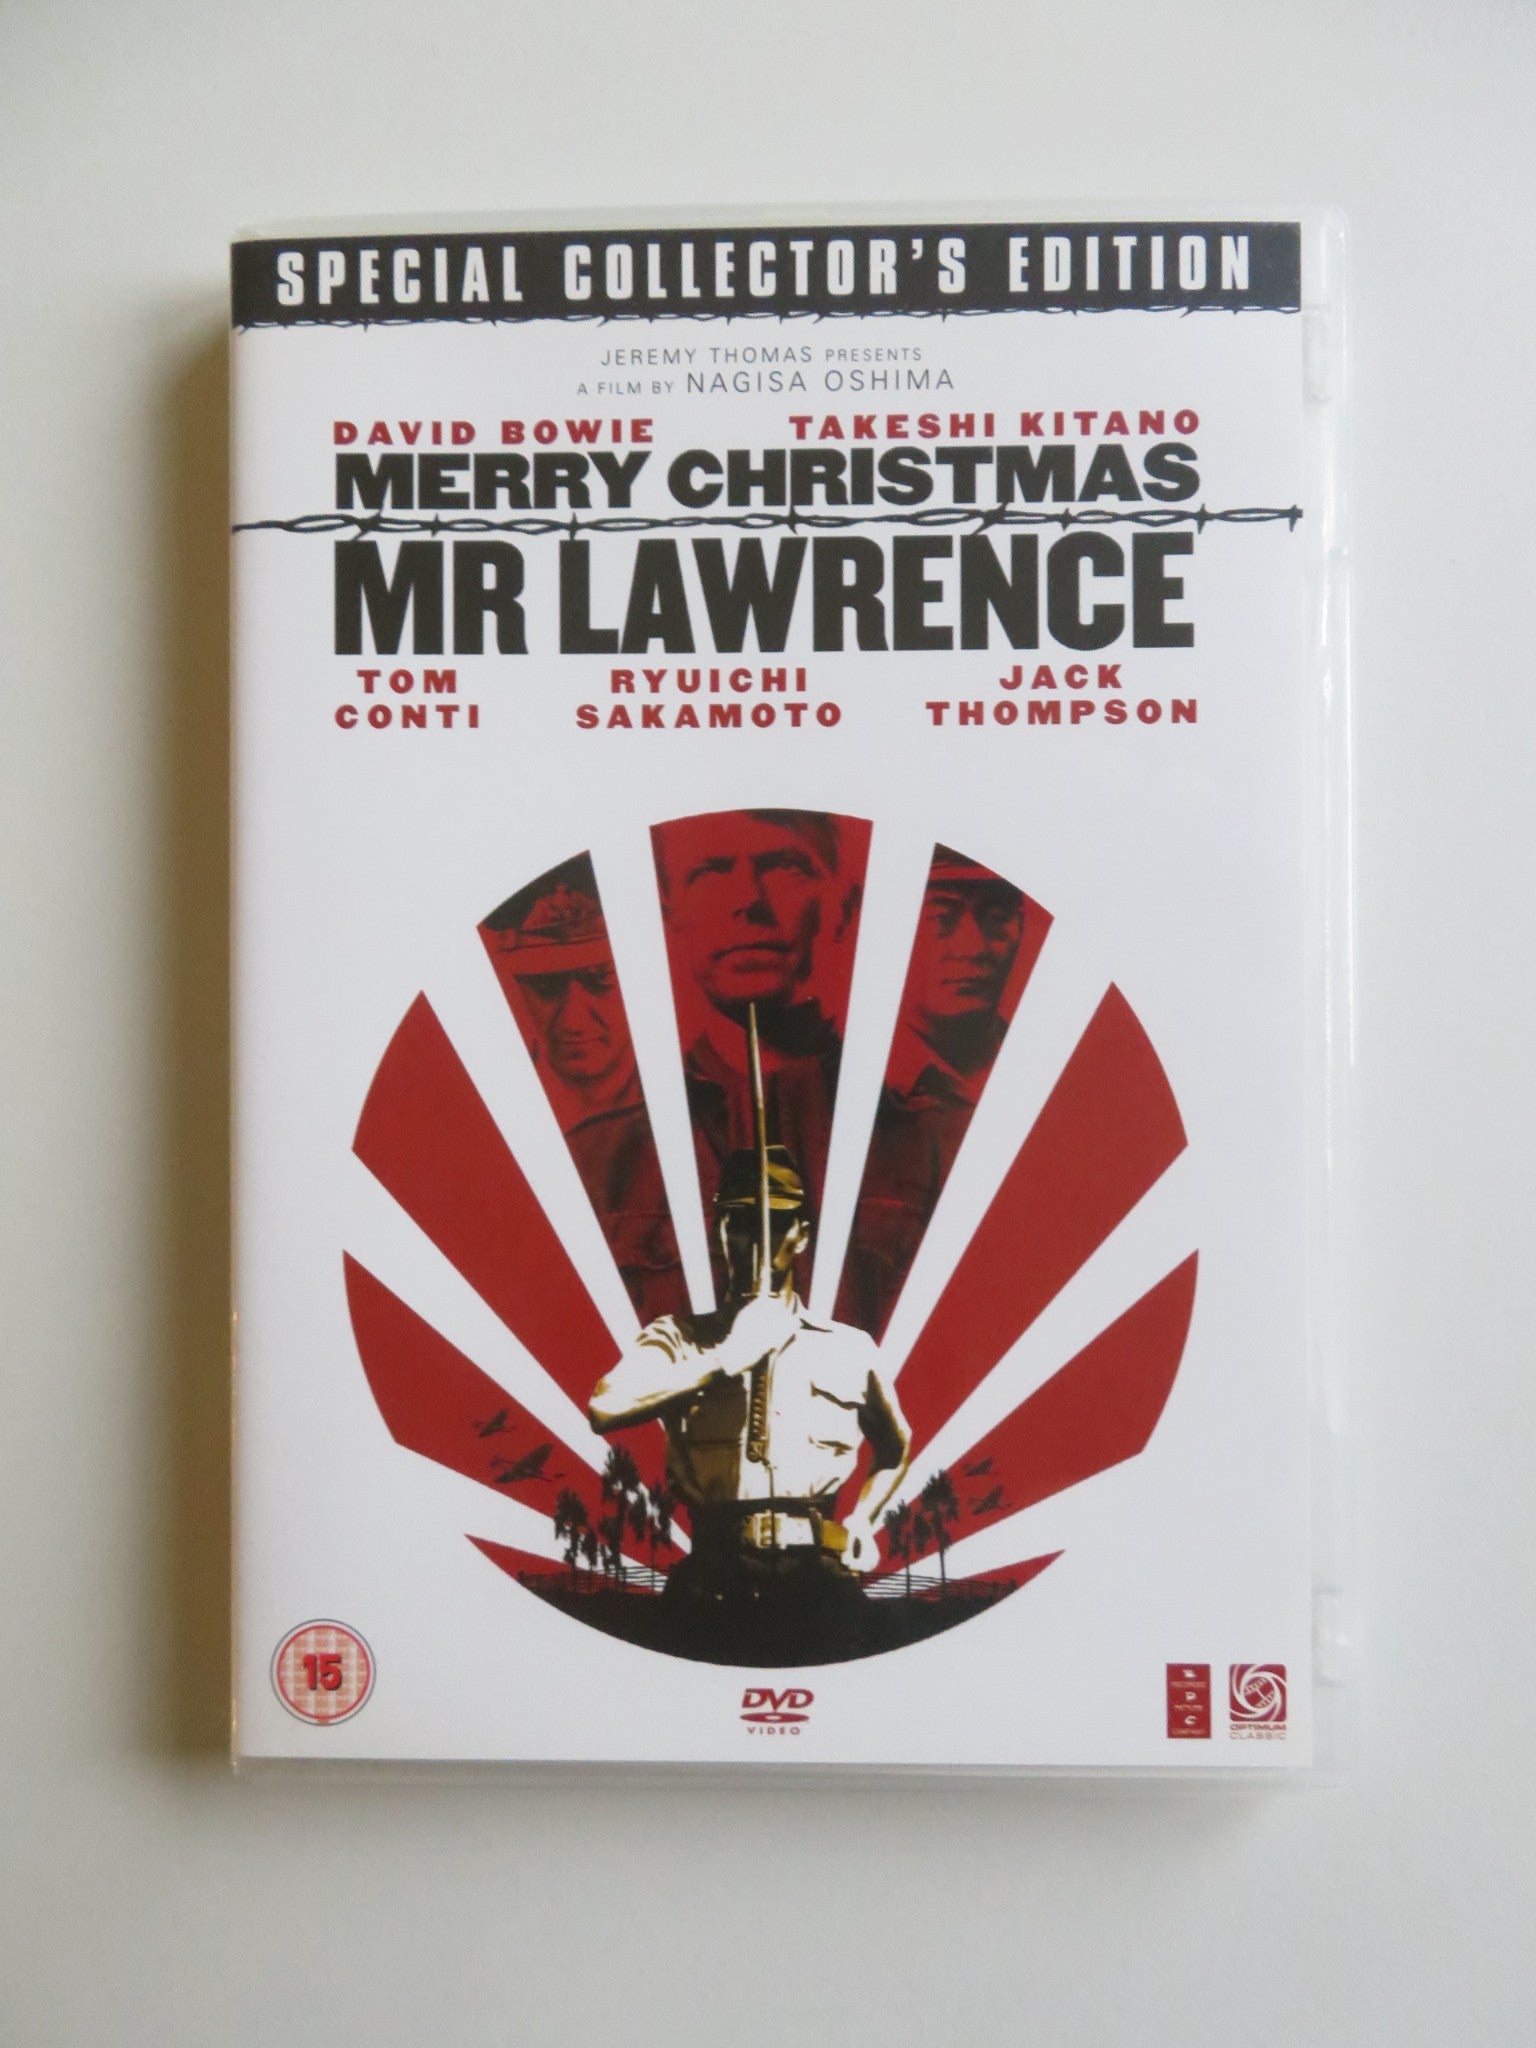 SPECIAL COLLECTOR'S EDITION
JEREMY THOMAS PRESENTS
A FILM BY NAGISA OSHIMA
DAVID BOWIE TAKESHI KITANO
MERRY CHRISTMAS
MR LAWRENCE
TOM RYUICHI JACK
CONTI SAKAMOTO THOMPSON
15
DVD
VIDEO
OPTIMUM
CLASSIC